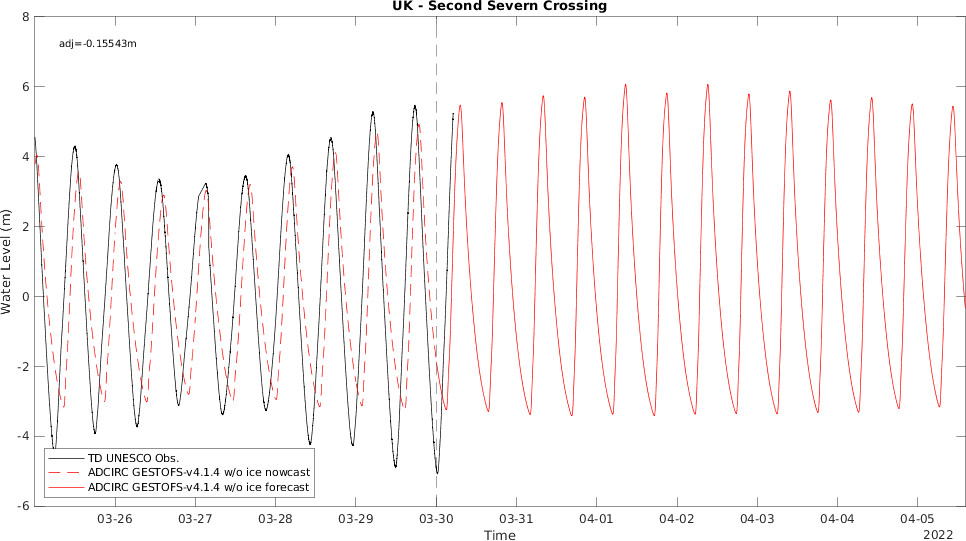 UK - Second Severn Crossing
adj=-0.15543m
8
6
4
2
0
-2
-4
-6
Water Level (m)
TD UNESCO Obs.
ADCIRC GESTOFS-v4.1.4 w/o ice nowcast
ADCIRC GESTOFS-v4.1.4 w/o ice forecast
03-26 03-27 03-28 03-29 03-30 03-31 04-01 04-02 04-03 04-04 04-05
Time
2022